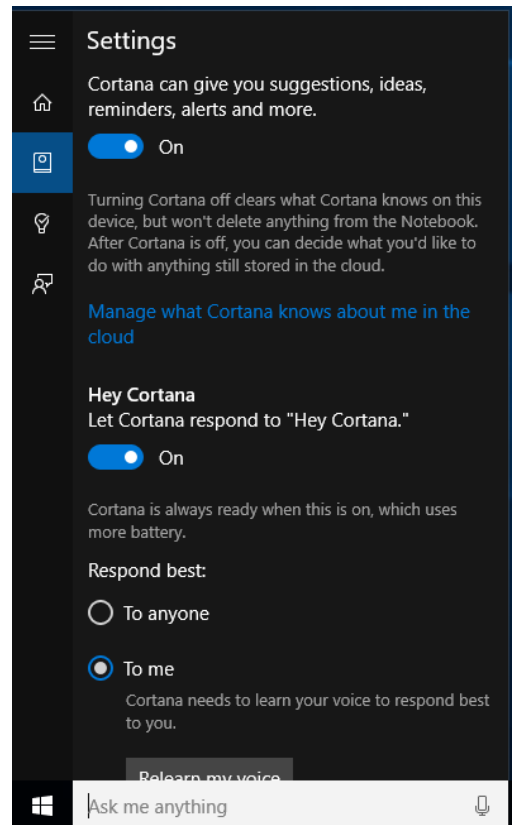 Settings
Cortana can give you suggestions, ideas,
reminders, alerts and more.
On
Turning Cortana off clears what Cortana knows on this
device, but won't delete anything from the Notebook.
After Cortana is off, you can decide what you'd like to
do with anything still stored in the cloud.
Manage what Cortana knows about me in the
cloud
Hey Cortana
Let Cortana respond to "Hey Cortana."
On
Cortana is always ready when this is on, which uses
more battery.
Respond best:
To anyone
To me
Cortana needs to learn your voice to respond best
to you.
Relearn my voice
Ask me anything